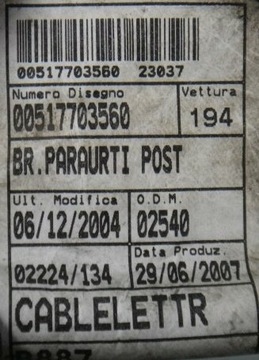 00517703560 23037
Numero Disegno Vettura
00517703560 194
BR.PARAURTI POST
Ult. Modifica O.D.M.
06/12/2004 02540
Data Produz.
02224/134 29/06/2007
CABLELETTR